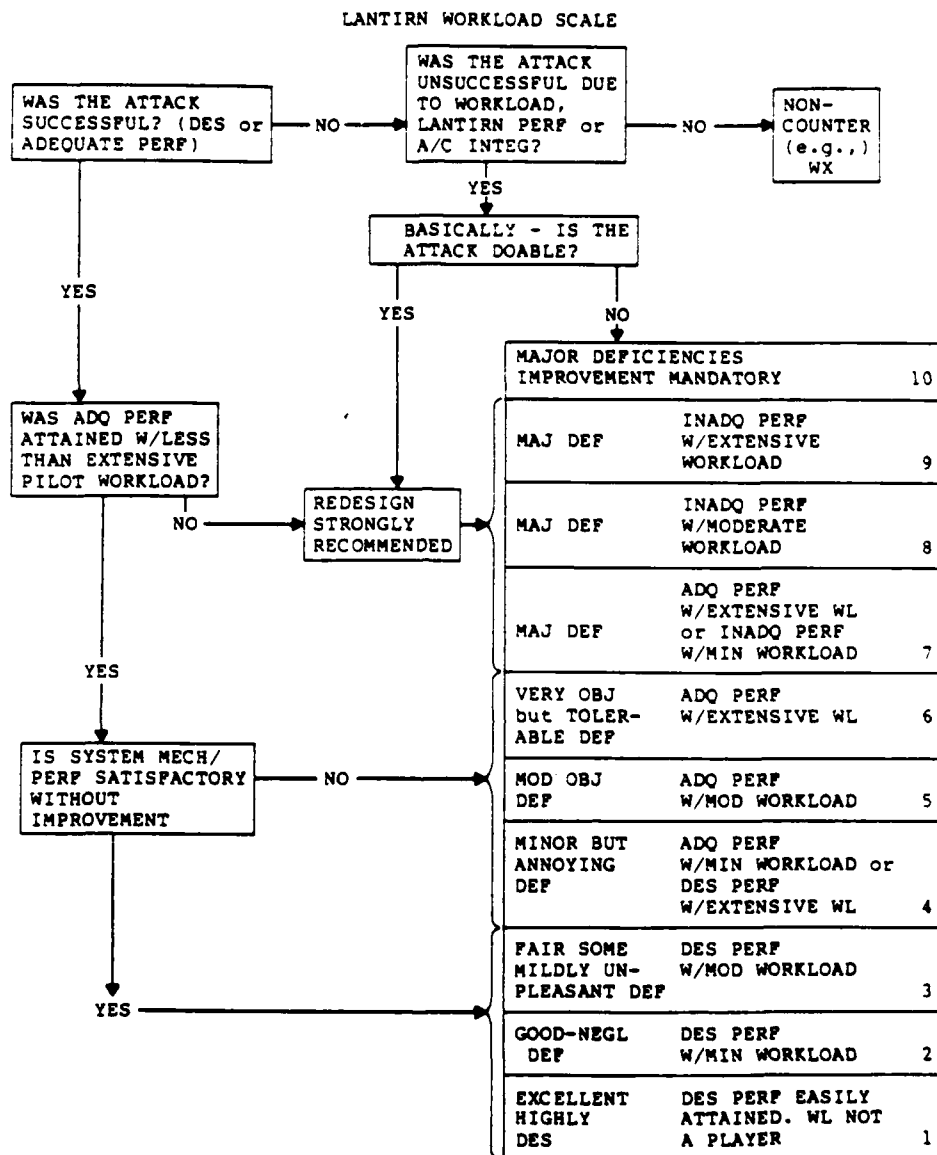 LANTIRN WORKLOAD SCALE
WAS THE ATTACK
SUCCESSFUL? (DES or
ADEQUATE PERF)
NO
WAS THE ATTACK
UNSUCCESSFUL DUE
TO WORKLOAD,
LANTIRN PERF or
A/C INTEG?
NO
NON-
COUNTER
(e.g.,)
WX
YES
BASICALLY - IS THE
ATTACK DOABLE?
YES
YES
NO
MAJOR DEFICIENCIES
IMPROVEMENT MANDATORY 10
WAS ADQ PERF
ATTAINED W/LESS
THAN EXTENSIVE
PILOT WORKLOAD?
NO
REDESIGN
STRONGLY
RECOMMENDED
MAJ DEF
INADQ PERF
W/EXTENSIVE
WORKLOAD 9
MAJ DEF
INADQ PERF
W/MODERATE
WORKLOAD 8
MAJ DEF
ADQ PERF
W/EXTENSIVE WL
or INADQ PERF
W/MIN WORKLOAD 7
YES
IS SYSTEM MECH/
PERF SATISFACTORY
WITHOUT
IMPROVEMENT
NO
VERY OBJ
but TOLER-
ABLE DEF
ADQ PERF
W/EXTENSIVE WL 6
MOD OBJ
DEF
ADQ PERF
W/MOD WORKLOAD 5
MINOR BUT
ANNOYING
DEF
ADQ PERF
W/MIN WORKLOAD or
DES PERF
W/EXTENSIVE WL 4
YES
FAIR SOME
MILDLY UN-
PLEASANT DEF
DES PERF
W/MOD WORKLOAD
3
GOOD-NEGL
DEF
DES PERF
W/MIN WORKLOAD 2
EXCELLENT
HIGHLY
DES
DES PERF EASILY
ATTAINED. WL NOT
A PLAYER 1